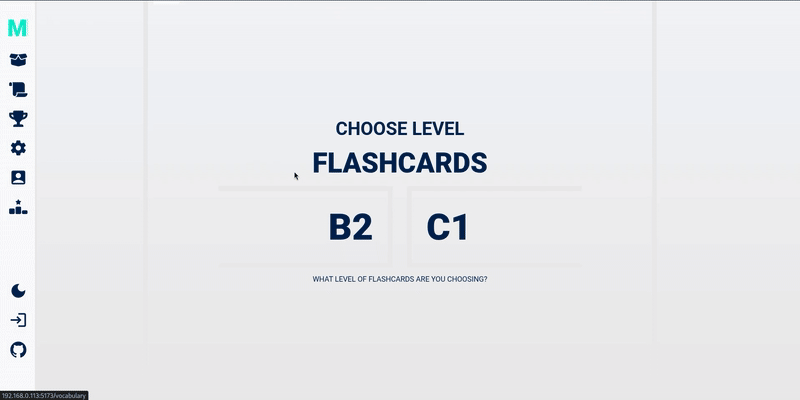 M
CHOOSE LEVEL
FLASHCARDS
B2 C1
WHAT LEVEL OF FLASHCARDS ARE YOU CHOOSING?
192.168.0.113:5173/vocabulary